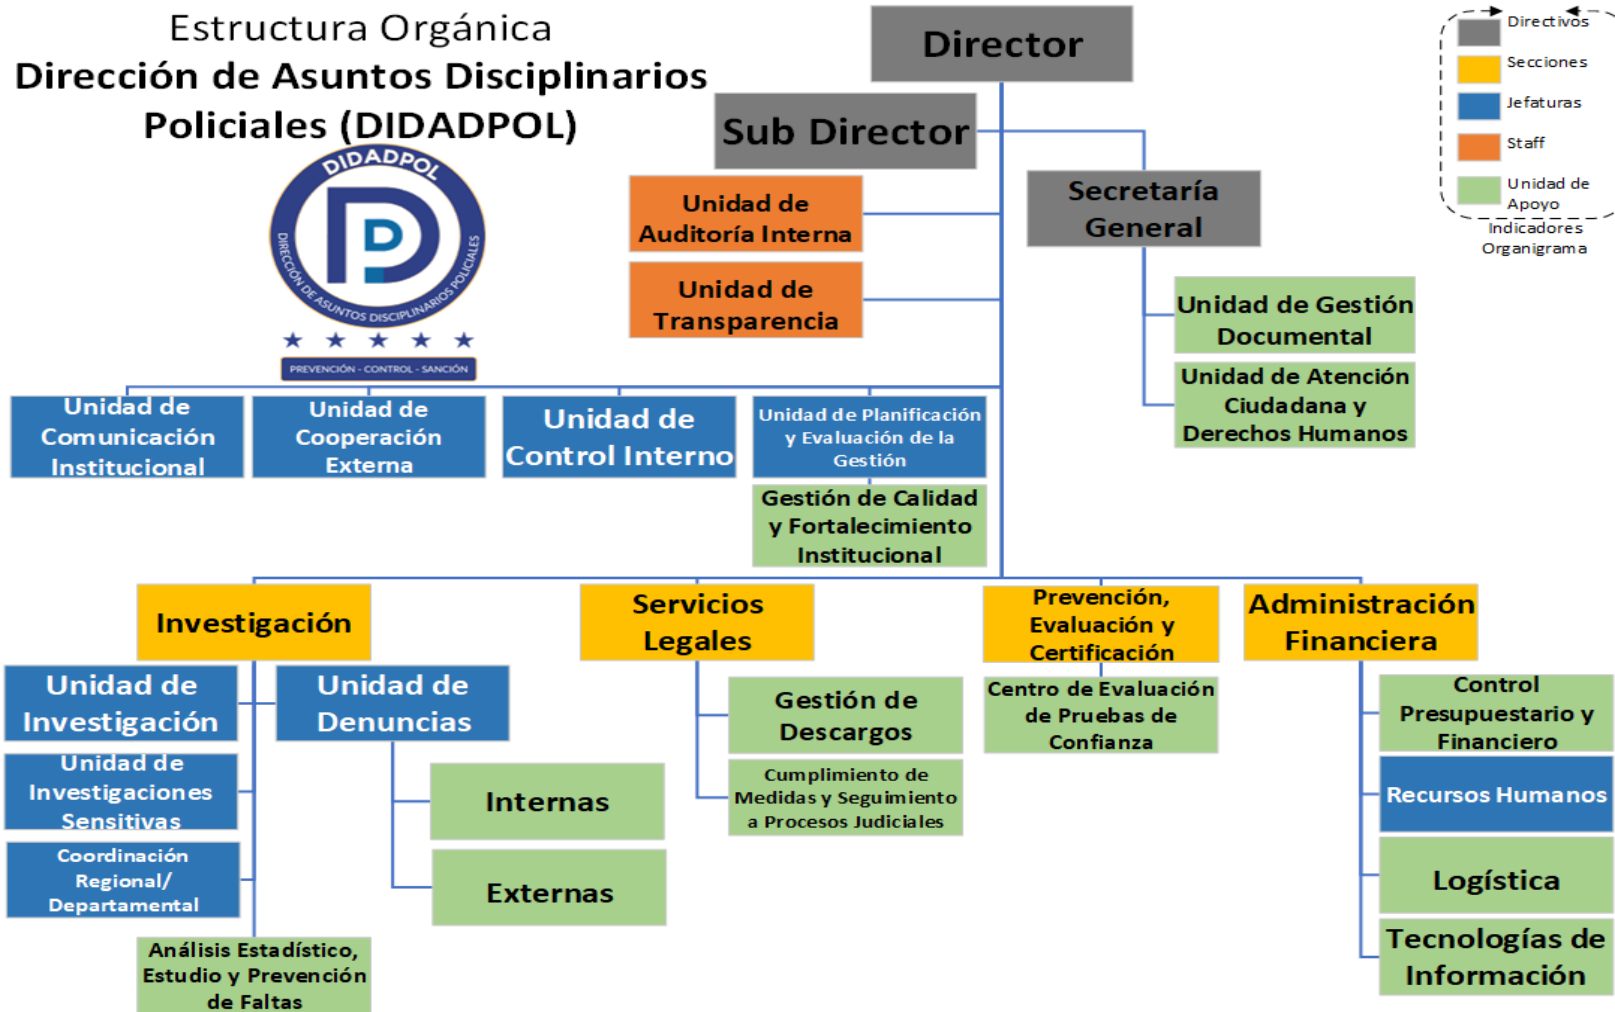 Estructura Orgánica
Dirección de Asuntos Disciplinarios
Policiales (DIDADPOL)
DIDADPOL
DIRECCIÓN DE ASUNTOS DISCIPLINARIOS POLICIALES
PREVENCIÓN - CONTROL - SANCIÓN
Director
Sub Director
Secretaría
General
Directivos
Secciones
Jefaturas
Staff
Unidad de
Apoyo
Indicadores
Organigrama
Unidad de
Auditoría Interna
Unidad de
Transparencia
Unidad de Gestión
Documental
Unidad de Atención
Ciudadana y
Derechos Humanos
Unidad de
Comunicación
Institucional
Unidad de
Cooperación
Externa
Unidad de
Control Interno
Unidad de Planificación
y Evaluación de la
Gestión
Gestión de Calidad
y Fortalecimiento
Institucional
Investigación
Servicios
Legales
Prevención,
Evaluación y
Certificación
Administración
Financiera
Unidad de
Investigación
Unidad de
Denuncias
Unidad de
Investigaciones
Sensitivas
Coordinación
Regional/
Departamental
Análisis Estadístico,
Estudio y Prevención
de Faltas
Internas
Externas
Gestión de
Descargos
Cumplimiento de
Medidas y Seguimiento
a Procesos Judiciales
Centro de Evaluación
de Pruebas de
Confianza
Control
Presupuestario y
Financiero
Recursos Humanos
Logística
Tecnologías de
Información